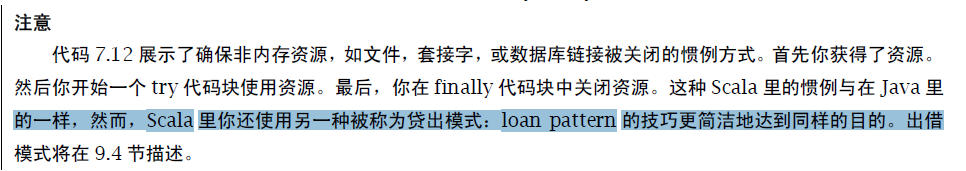 注意
代码 7.12 展示了确保非内存资源，如文件，套接字，或数据库链接被关闭的惯例方式。首先你获得了资源。
然后你开始一个 try 代码块使用资源。最后，你在 finally 代码块中关闭资源。这种 Scala 里的惯例与在 Java 里
的一样，然而，Scala 里你还使用另一种被称为贷出模式：loan pattern 的技巧更简洁地达到同样的目的。出借
模式将在 9.4 节描述。